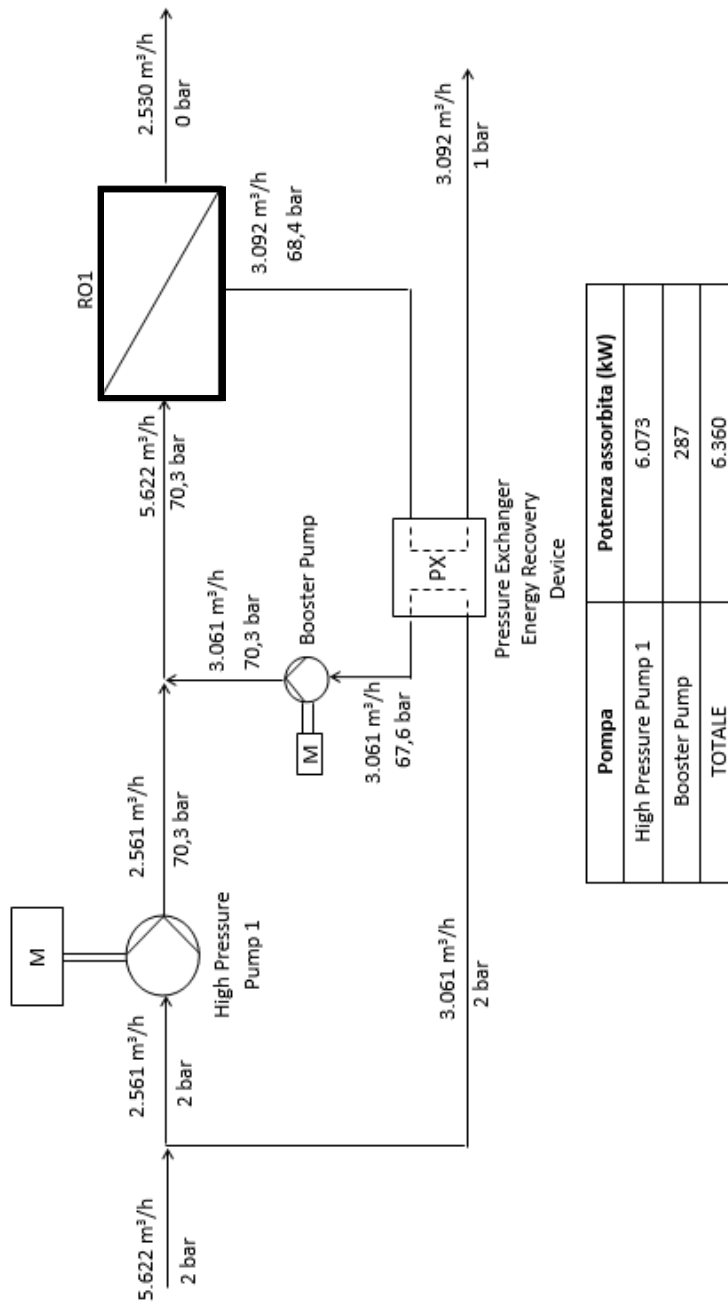 5.622 m³/h
2 bar
2.561 m³/h
2 bar
M
High Pressure
Pump 1
2.561 m³/h
70,3 bar
3.061 m³/h
2 bar
M
3.061 m³/h
67,6 bar
3.061 m³/h
70,3 bar
Booster Pump
PX
Pressure Exchanger
Energy Recovery
Device
5.622 m³/h
70,3 bar
RO1
3.092 m³/h
68,4 bar
2.530 m³/h
0 bar
3.092 m³/h
1 bar
Pompa Potenza assorbita (kW)
High Pressure Pump 1 6.073
Booster Pump 287
TOTALE 6.360